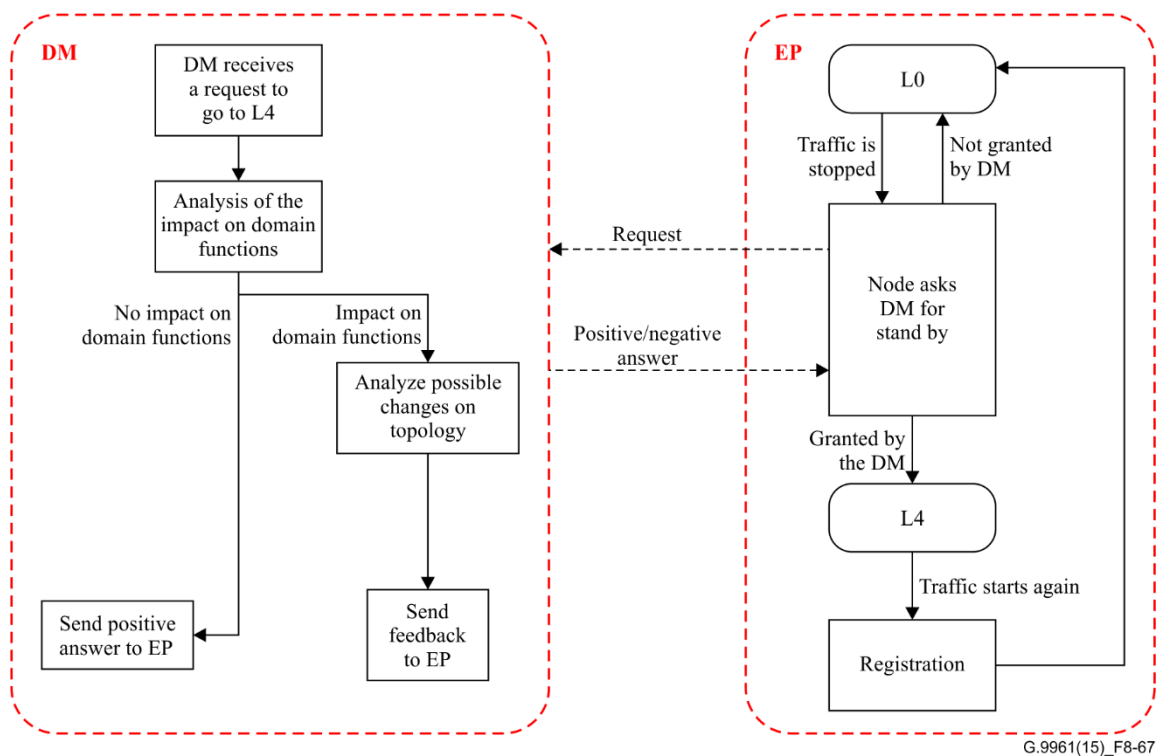 DM
DM receives
a request to
go to L4
Analysis of the
impact on domain
functions
No impact on
domain functions
Impact on
domain functions
Analyze possible
changes on
topology
Send positive
answer to EP
Send
feedback
to EP
Request
Positive/negative
answer
EP
L0
Traffic is
stopped
Not granted
by DM
Node asks
DM for
stand by
Granted by
the DM
L4
Traffic starts again
Registration
G.9961(15)_F8-67